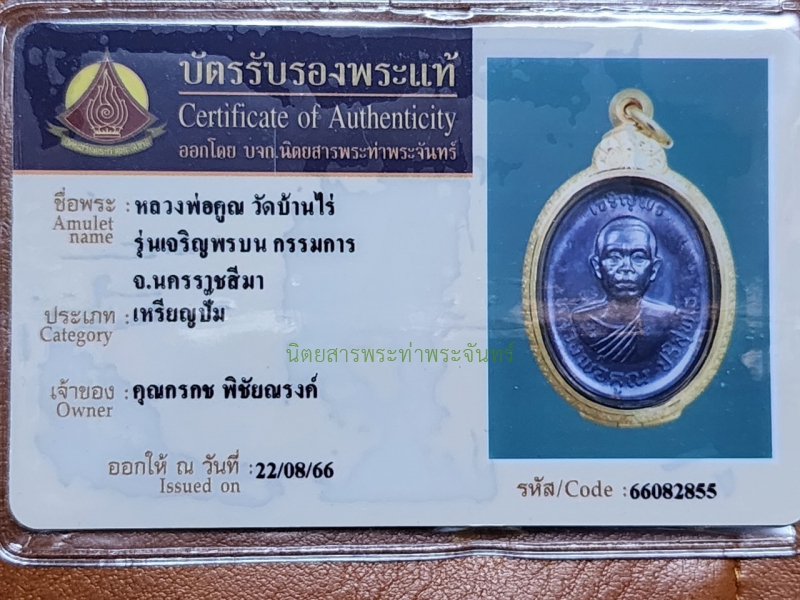 บัตรรับรองพระแท้
Certificate of Authenticity
ออกโดย บจก.นิตยสารพระท่าพระจันทร์
ชื่อพระ : หลวงพ่อคูณ วัดบ้านไร่
Amulet name
รุ่นเจริญพรบน กรรมการ
จ.นครราชสีมา
ประเภท : เหรียญปั๊ม
Category
นิตยสารพระท่าพระจันทร์
เจ้าของ : คุณกรกช พิชัยณรงค์
Owner
ออกให้ ณ วันที่ : 22/08/66
Issued on
เจริญพร
รหัส/Code : 66082855